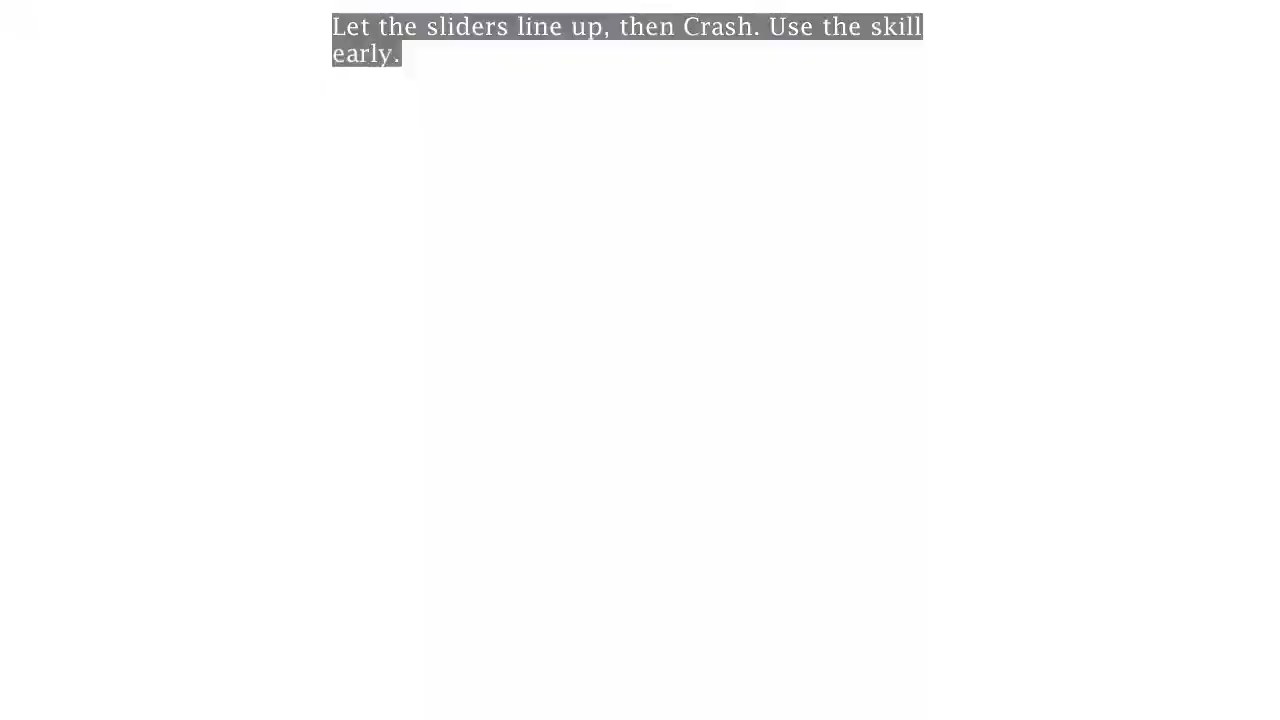 Let the sliders line up, then Crash. Use the skill
early.